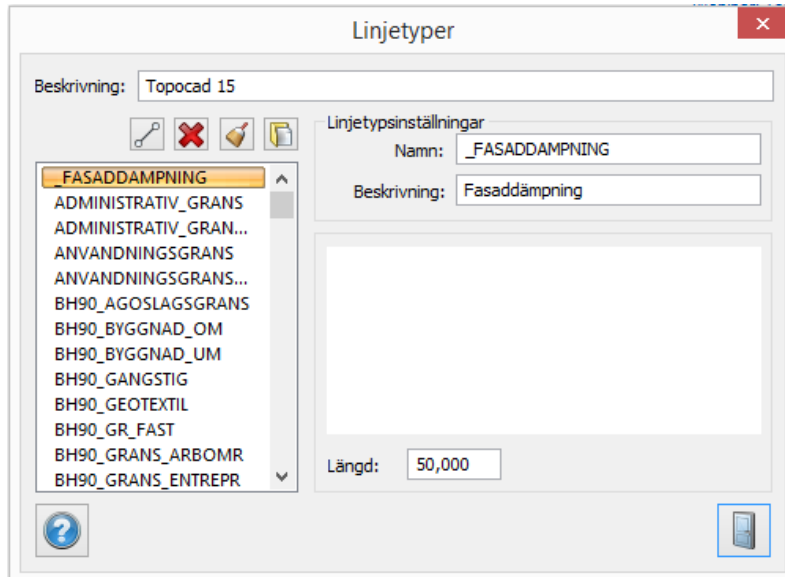 Linjetyper
Beskrivning: Topocad 15
Linjetypsinställningar
Namn: _FASADDAMPNING
Beskrivning: Fasaddämpning
_FASADDAMPNING
ADMINISTRATIV_GRANS
ADMINISTRATIV_GRAN...
ANVANDNINGSGRANS
ANVANDNINGSGRANS...
BH90_AGOSLAGSGRANS
BH90_BYGGNAD_OM
BH90_BYGGNAD_UM
BH90_GANGSTIG
BH90_GEOTEXTIL
BH90_GR_FAST
BH90_GRANS_ARBOMR
BH90_GRANS_ENTREPR
Längd: 50,000